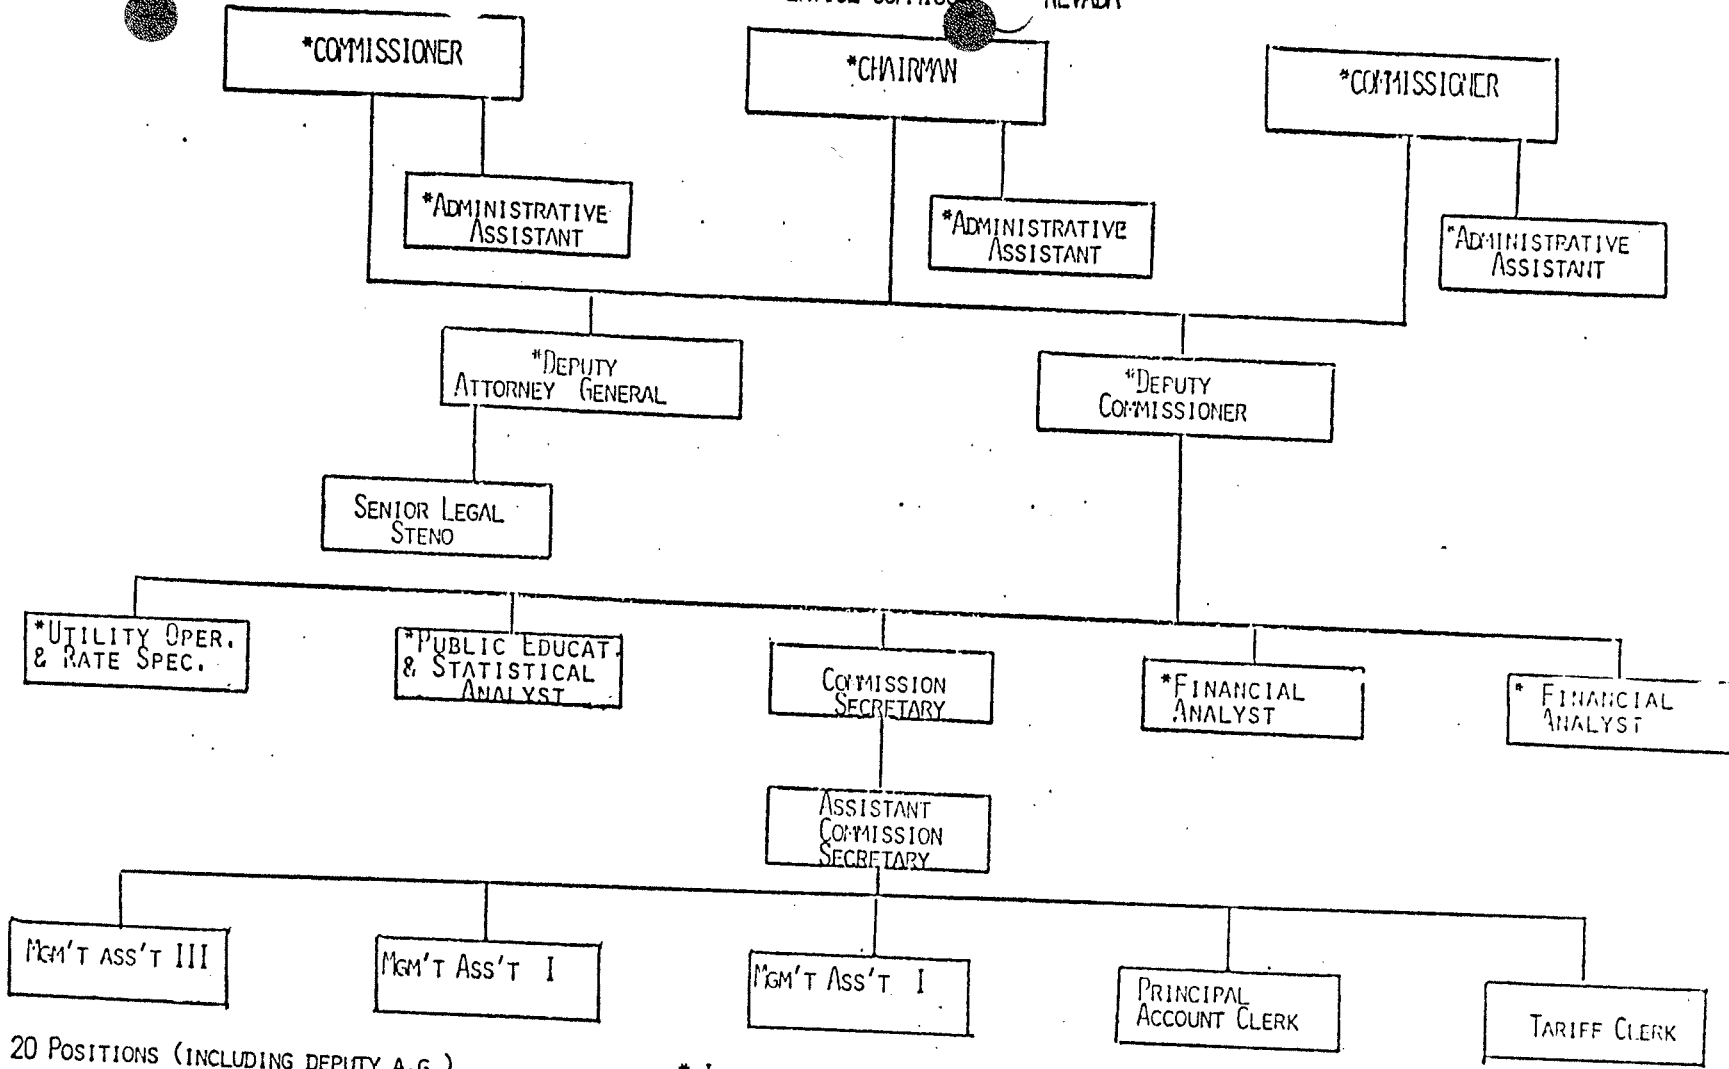 NEVADA
*COMMISSIONER
*CHAIRMAN
*COMMISSIONER
*ADMINISTRATIVE
ASSISTANT
*ADMINISTRATIVE
ASSISTANT
*ADMINISTRATIVE
ASSISTANT
*DEPUTY
ATTORNEY GENERAL
*DEPUTY
COMMISSIONER
SENIOR LEGAL
STENO
*UTILITY OPER.
& RATE SPEC.
*PUBLIC EDUCAT.
& STATISTICAL
ANALYST
COMMISSION
SECRETARY
*FINANCIAL
ANALYST
* FINANCIAL
ANALYST
ASSISTANT
COMMISSION
SECRETARY
MGM'T ASS'T III
MGM'T ASS'T I
MGM'T ASS'T I
PRINCIPAL
ACCOUNT CLERK
TARIFF CLERK
20 POSITIONS (INCLUDING DEPUTY A.G.)